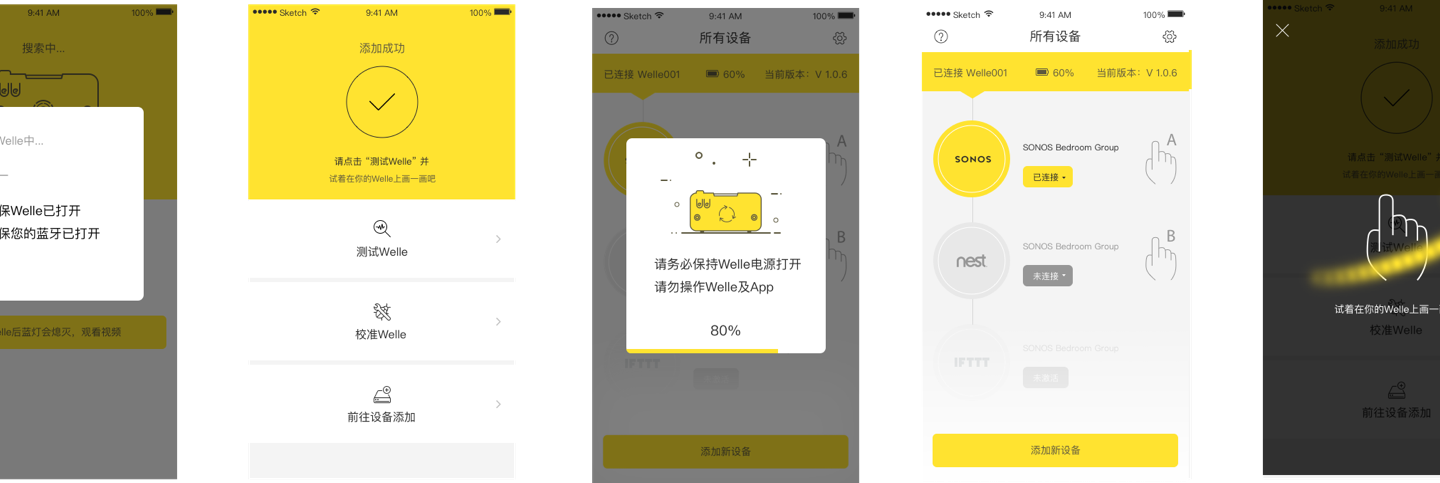 9:41 AM 100%
搜索中...
Welle中...
保Welle已打开
保您的蓝牙已打开
elle后蓝灯会熄灭，观看视频
Sketch 9:41 AM 100%
添加成功
请点击“测试Welle”并
试着在你的Welle上画一画吧
测试Welle
校准Welle
前往设备添加
Sketch 9:41 AM 100%
所有设备
已连接 Welle001 60% 当前版本：V 1.0.6
A
B
请务必保持Welle电源打开
请勿操作Welle及App
80%
IFTTT
添加新设备
Sketch 9:41 AM 100%
所有设备
已连接 Welle001 60% 当前版本：V 1.0.6
SONOS
SONOS Bedroom Group
已连接
A
nest
SONOS Bedroom Group
未连接
B
IFTTT
SONOS Bedroom Group
未激活
添加新设备
Sketch 9:41 AM
添加成功
请点击“测试Welle”并
试着在你的Welle上画一画
测试Welle
试着在你的Welle上画一
校准Welle
前往设备添加